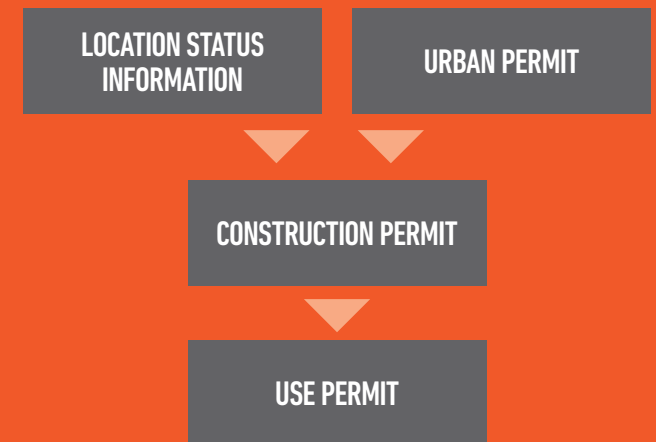 LOCATION STATUS
INFORMATION
URBAN PERMIT
CONSTRUCTION PERMIT
USE PERMIT